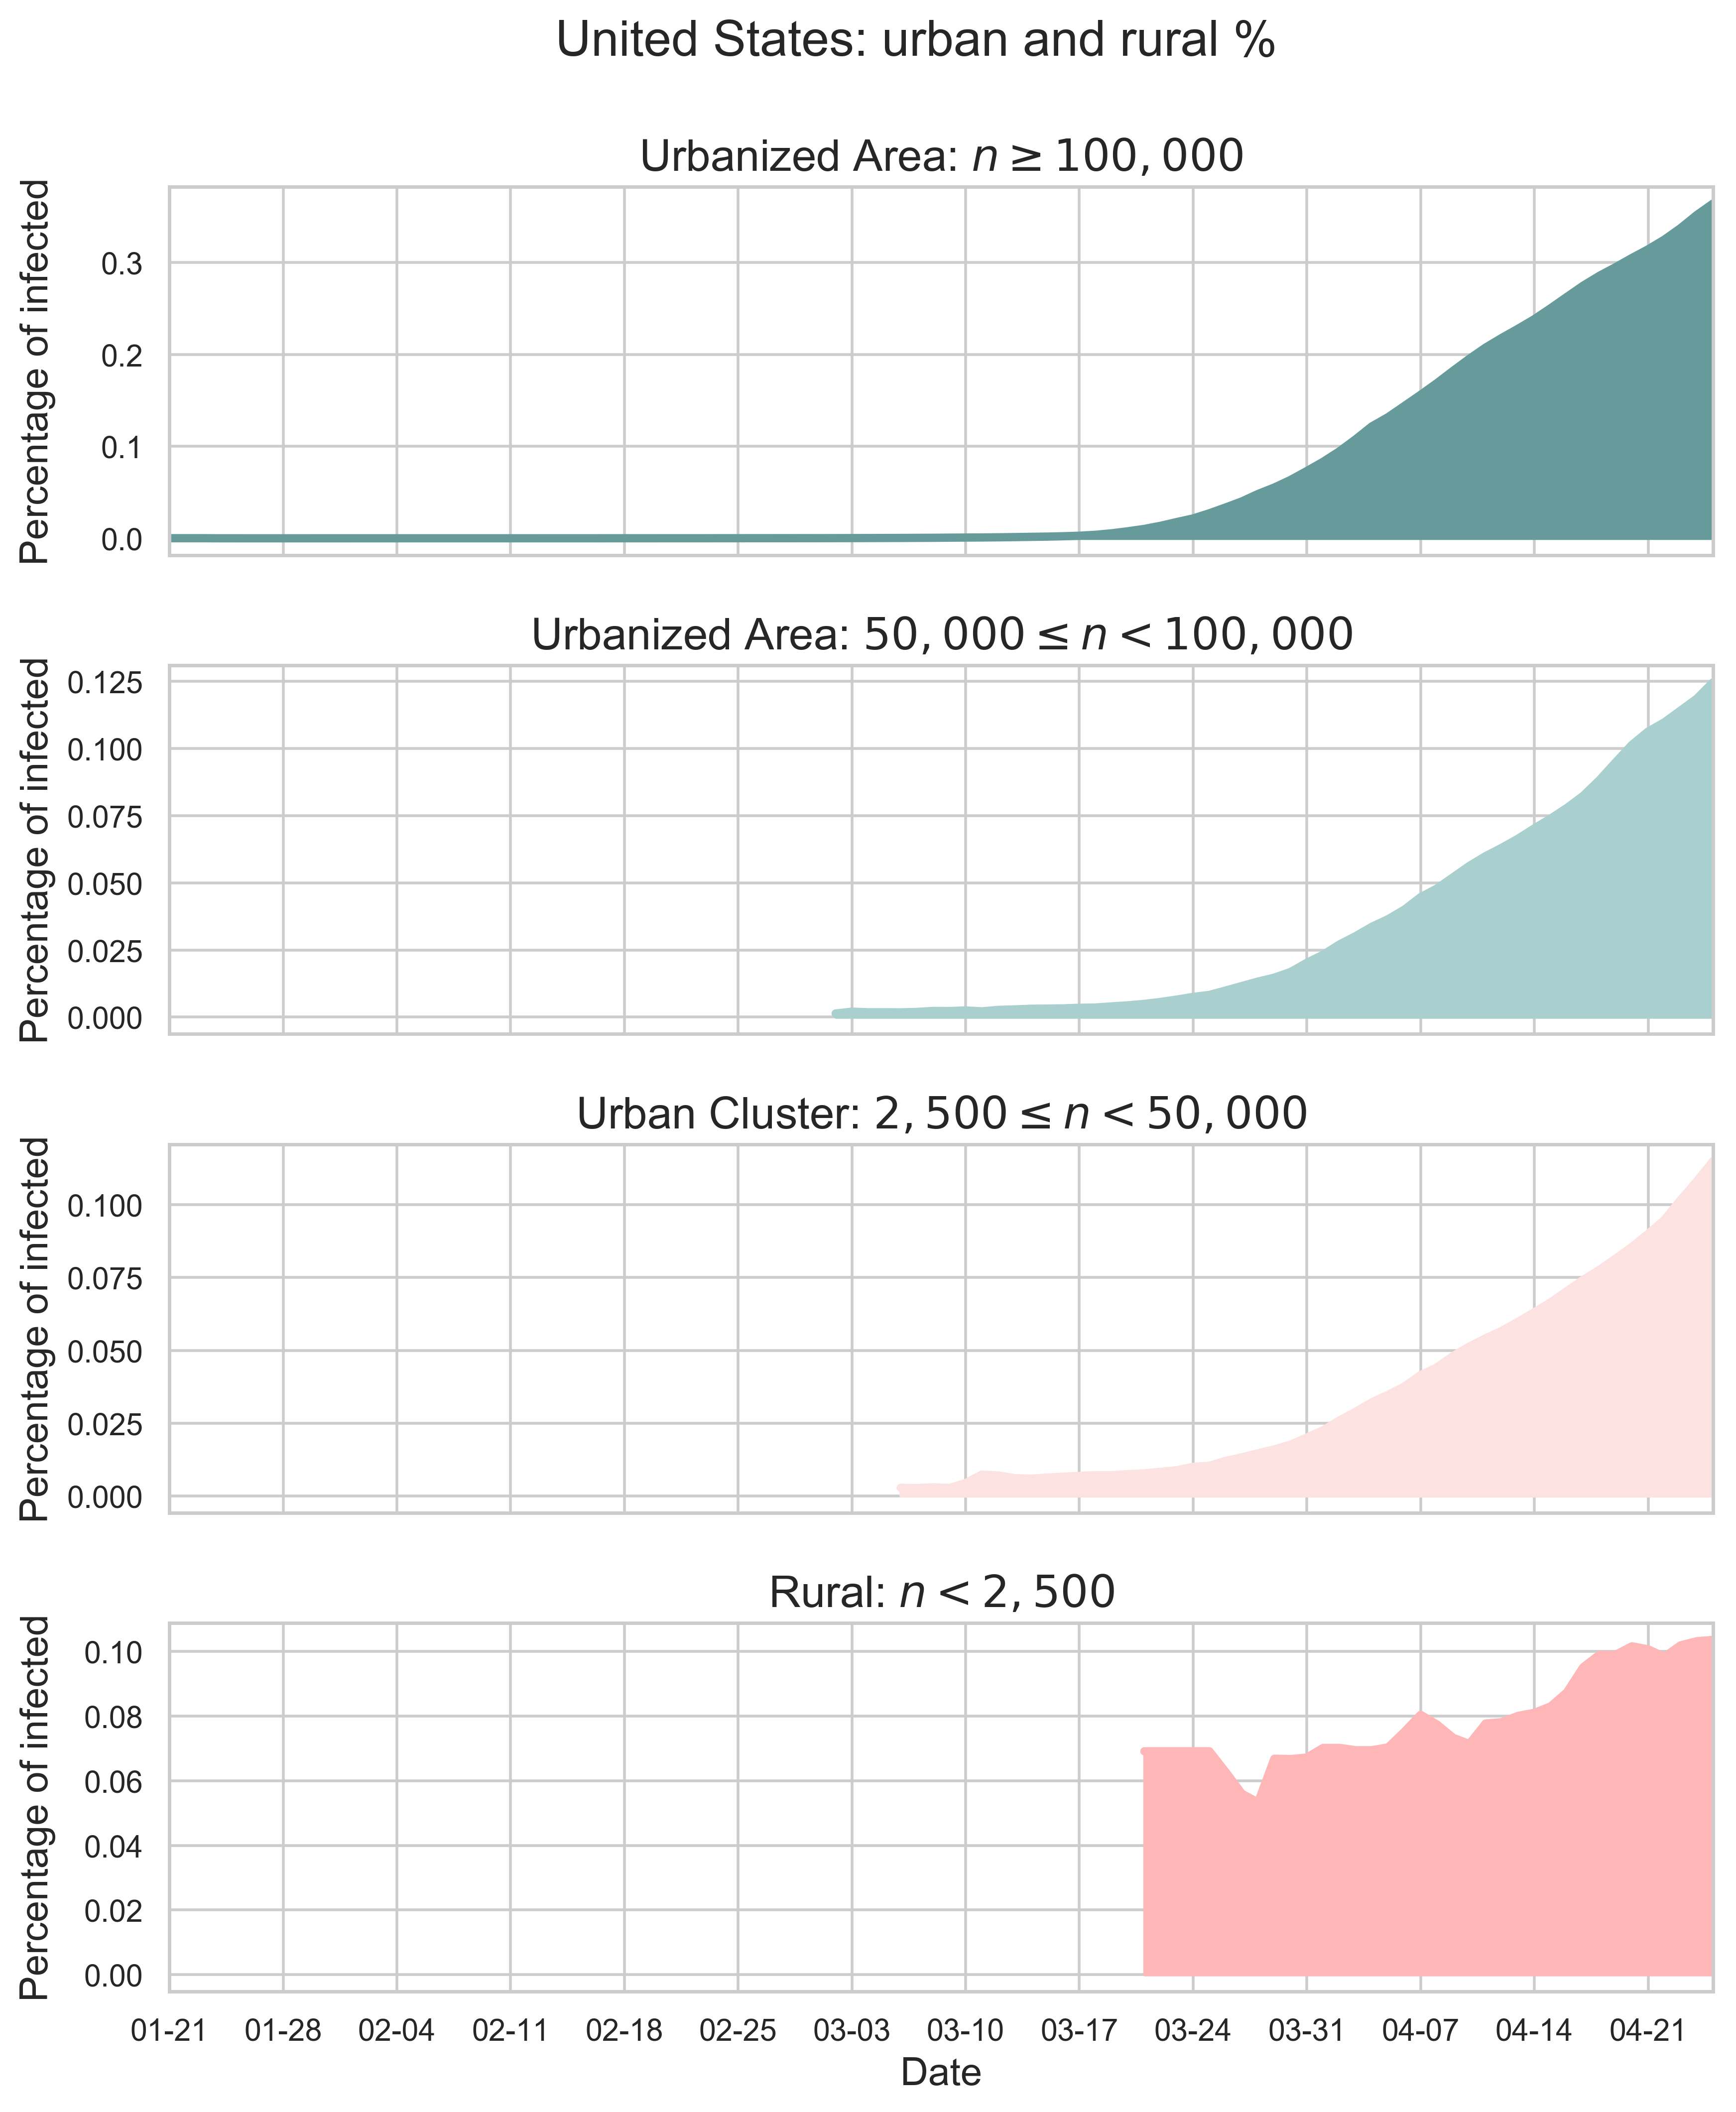 United States: urban and rural %
Urbanized Area: n ≥ 100, 000
Percentage of infected
0.3
0.2
0.1
0.0
Urbanized Area: 50, 000 ≤ n < 100, 000
Percentage of infected
0.125
0.100
0.075
0.050
0.025
0.000
Urban Cluster: 2, 500 ≤ n < 50, 000
Percentage of infected
0.100
0.075
0.050
0.025
0.000
Rural: n < 2, 500
Percentage of infected
0.10
0.08
0.06
0.04
0.02
0.00
01-21 01-28 02-04 02-11 02-18 02-25 03-03 03-10 03-17 03-24 03-31 04-07 04-14 04-21
Date